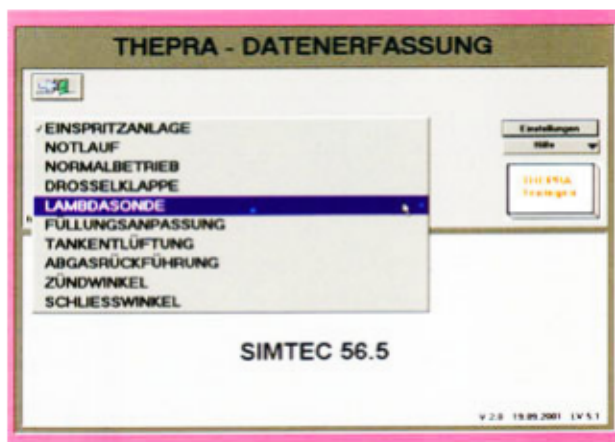 THEPRA - DATENERFASSUNG
✓EINSPRITZANLAGE
NOTLAUF
NORMALBETRIEB
DROSSELKLAPPE
LAMBDASONDE
FÜLLUNGSANPASSUNG
TANKENTLÜFTUNG
ABGASRÜCKFÜHRUNG
ZÜNDWINKEL
SCHLIESSWINKEL
Einstellungen
Hilfe
THEPRA
SIMTEC 56.5
V 2.0 19.09.2001 LV 5.1